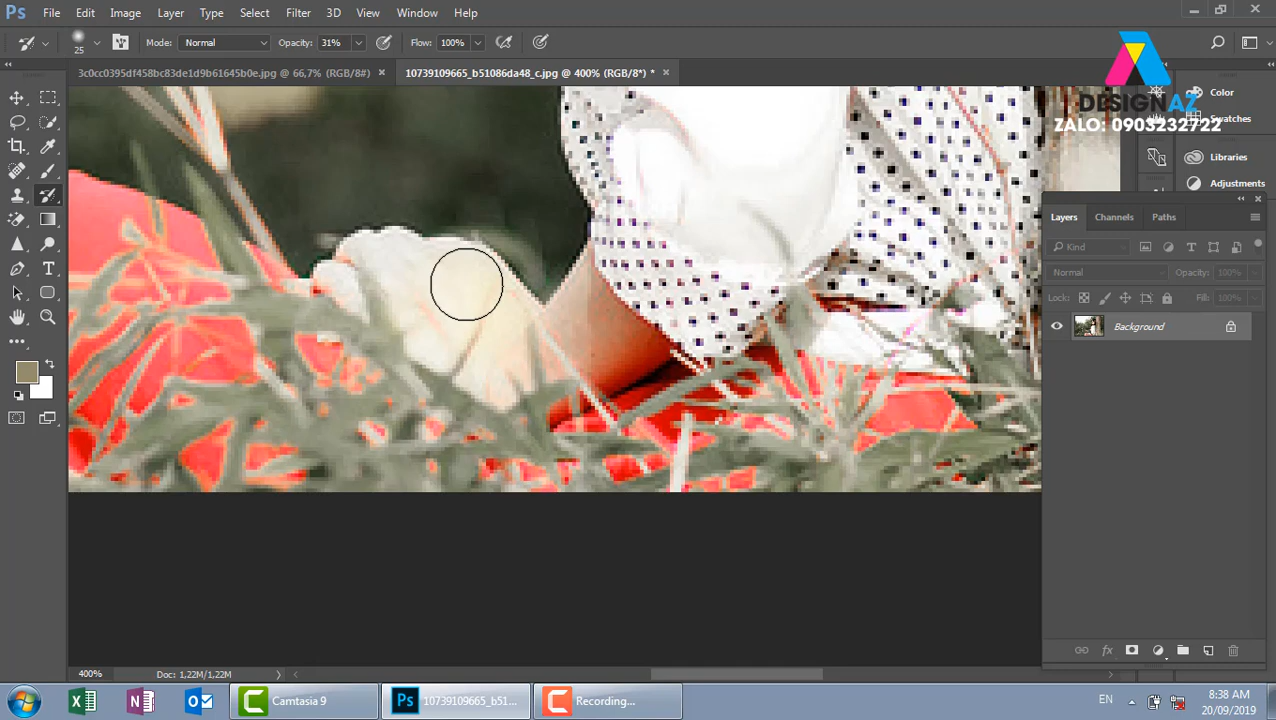 Ps File Edit Image Layer Type Select Filter 3D View Window Help
25 Mode: Normal Opacity: 31% Flow: 100%
3c0cc0395df458bc83de1d9b61645b0e.jpg @ 66,7% (RGB/8#) × 10739109665_b51086da48_c.jpg @ 400% (RGB/8*) * ×
Color
DESIGNAZ
Swatches
ZALO: 0903232722
Libraries
Adjustments
Layers Channels Paths
Kind
Normal Opacity: 100%
Lock: Fill: 100%
Background
400% Doc: 1,22M/1,22M
Camtasia 9 10739109665_b51... Recording... EN 8:38 AM
20/09/2019